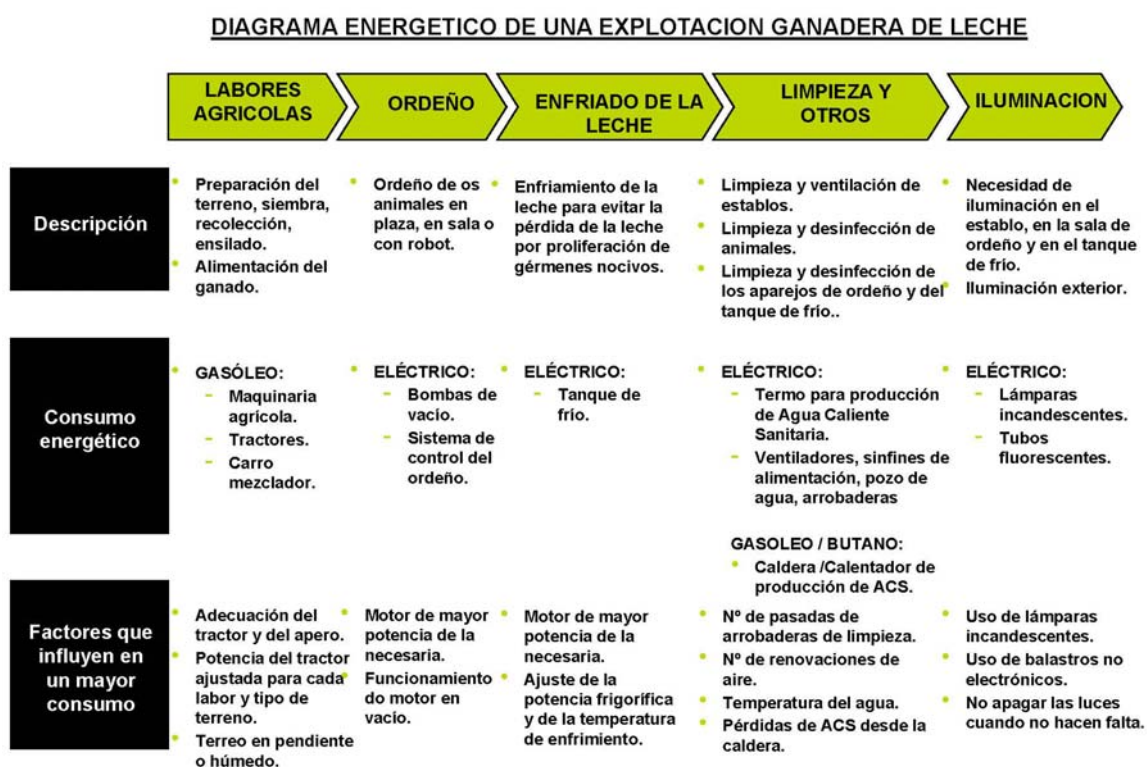 DIAGRAMA ENERGETICO DE UNA EXPLOTACION GANADERA DE LECHE
LABORES
AGRICOLAS
ORDEÑO
ENFRIADO DE LA
LECHE
LIMPIEZA Y
OTROS
ILUMINACION
Descripción
• Preparación del
terreno, siembra,
recolección,
ensilado.
• Alimentación del
ganado.
• Ordeño de os
animales en
plaza, en sala o
con robot.
• Enfriamiento de la
leche para evitar la
pérdida de la leche
por proliferación de
gérmenes nocivos.
• Limpieza y ventilación de
establos.
• Limpieza y desinfección de
animales.
• Limpieza y desinfección de
los aparejos de ordeño y del
tanque de frío..
• Necesidad de
iluminación en el
establo, en la sala de
ordeño y en el tanque
de frío.
• Iluminación exterior.
Consumo
energético
• GASÓLEO:
- Maquinaria
agrícola.
- Tractores.
- Carro
mezclador.
• ELÉCTRICO:
- Bombas de
vacío.
- Sistema de
control del
ordeño.
• ELÉCTRICO:
- Tanque de
frío.
• ELÉCTRICO:
- Termo para producción
de Agua Caliente
Sanitaria.
- Ventiladores, sinfines de
alimentación, pozo de
agua, arrobaderas
GASOLEO / BUTANO:
• Caldera /Calentador de
producción de ACS.
• ELÉCTRICO:
- Lámparas
incandescentes.
- Tubos
fluorescentes.
Factores que
influyen en
un mayor
consumo
• Adecuación del
tractor y del apero.
• Potencia del tractor
ajustada para cada
labor y tipo de
terreno.
• Terreo en pendiente
o húmedo.
• Motor de mayor
potencia de la
necesaria.
• Funcionamiento
do motor en
vacío.
• Motor de mayor
potencia de la
necesaria.
• Ajuste de la
potencia frigorífica
y de la temperatura
de enfrimiento.
• Nº de pasadas de
arrobaderas de limpieza.
• Nº de renovaciones de
aire.
• Temperatura del agua.
• Pérdidas de ACS desde la
caldera.
• Uso de lámparas
incandescentes.
• Uso de balastros no
electrónicos.
• No apagar las luces
cuando no hacen falta.